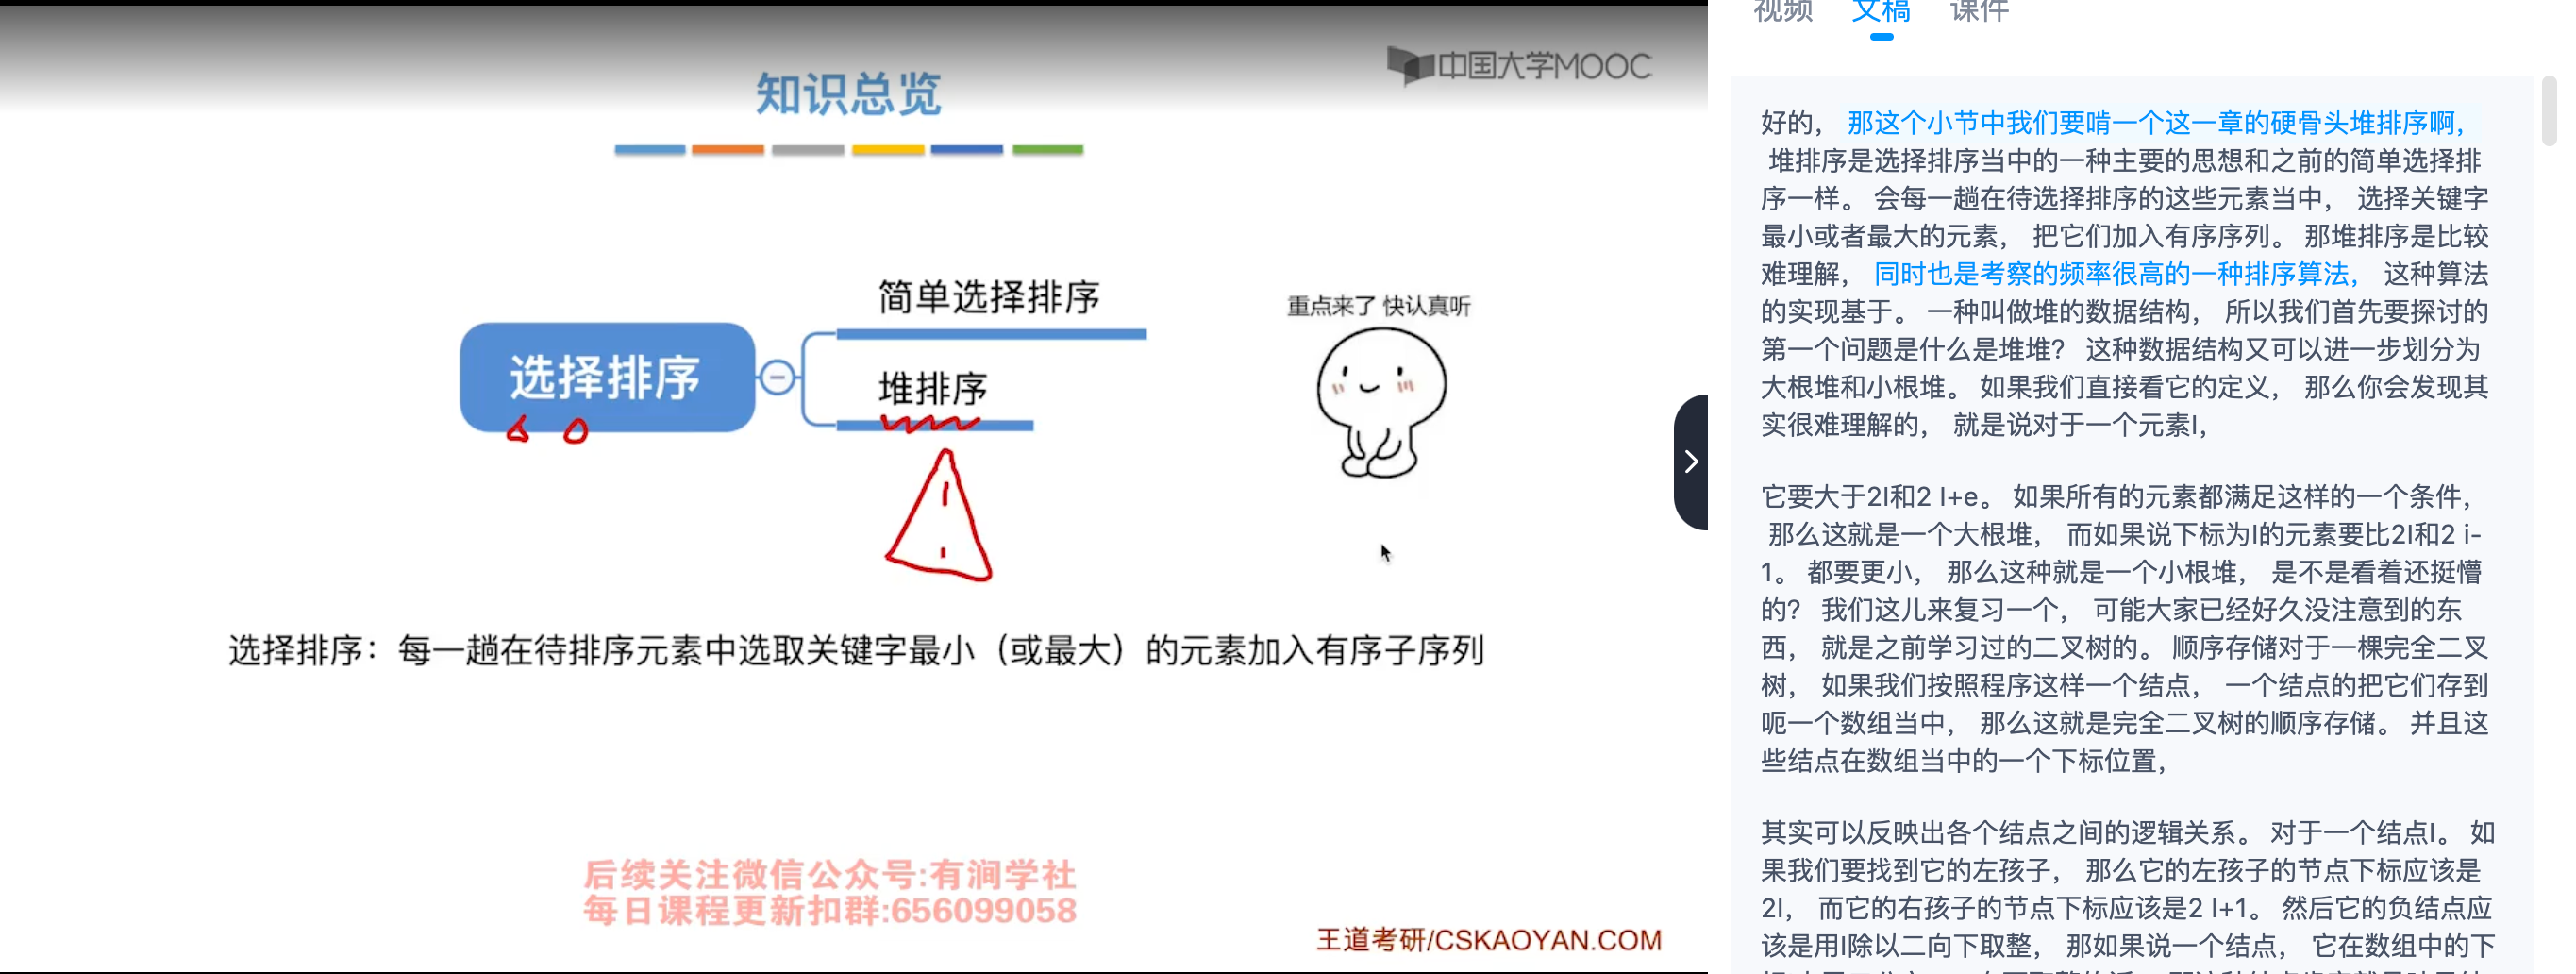 知识总览
中国大学MOOC
简单选择排序
选择排序
堆排序
重点来了 快认真听
选择排序：每一趟在待排序元素中选取关键字最小（或最大）的元素加入有序子序列
后续关注微信公众号:有涧学社
每日课程更新扣群:656099058
王道考研/CSKAOYAN.COM
视频 文稿 课件
好的， 那这个小节中我们要啃一个这一章的硬骨头堆排序啊，
堆排序是选择排序当中的一种主要的思想和之前的简单选择排
序一样。 会每一趟在待选择排序的这些元素当中， 选择关键字
最小或者最大的元素， 把它们加入有序序列。 那堆排序是比较
难理解， 同时也是考察的频率很高的一种排序算法， 这种算法
的实现基于。 一种叫做堆的数据结构， 所以我们首先要探讨的
第一个问题是什么是堆堆？ 这种数据结构又可以进一步划分为
大根堆和小根堆。 如果我们直接看它的定义， 那么你会发现其
实很难理解的， 就是说对于一个元素I，
它要大于2I和2 I+e。 如果所有的元素都满足这样的一个条件，
那么这就是一个大根堆， 而如果说下标为I的元素要比2I和2 i-
1。 都要更小， 那么这种就是一个小根堆， 是不是看着还挺懵
的？ 我们这儿来复习一个， 可能大家已经好久没注意到的东
西， 就是之前学习过的二叉树的。 顺序存储对于一棵完全二叉
树， 如果我们按照程序这样一个结点， 一个结点的把它们存到
呃一个数组当中， 那么这就是完全二叉树的顺序存储。 并且这
些结点在数组当中的一个下标位置，
其实可以反映出各个结点之间的逻辑关系。 对于一个结点I。 如
果我们要找到它的左孩子， 那么它的左孩子的节点下标应该是
2I， 而它的右孩子的节点下标应该是2 I+1。 然后它的负结点应
该是用I除以二向下取整， 那如果说一个结点， 它在数组中的下